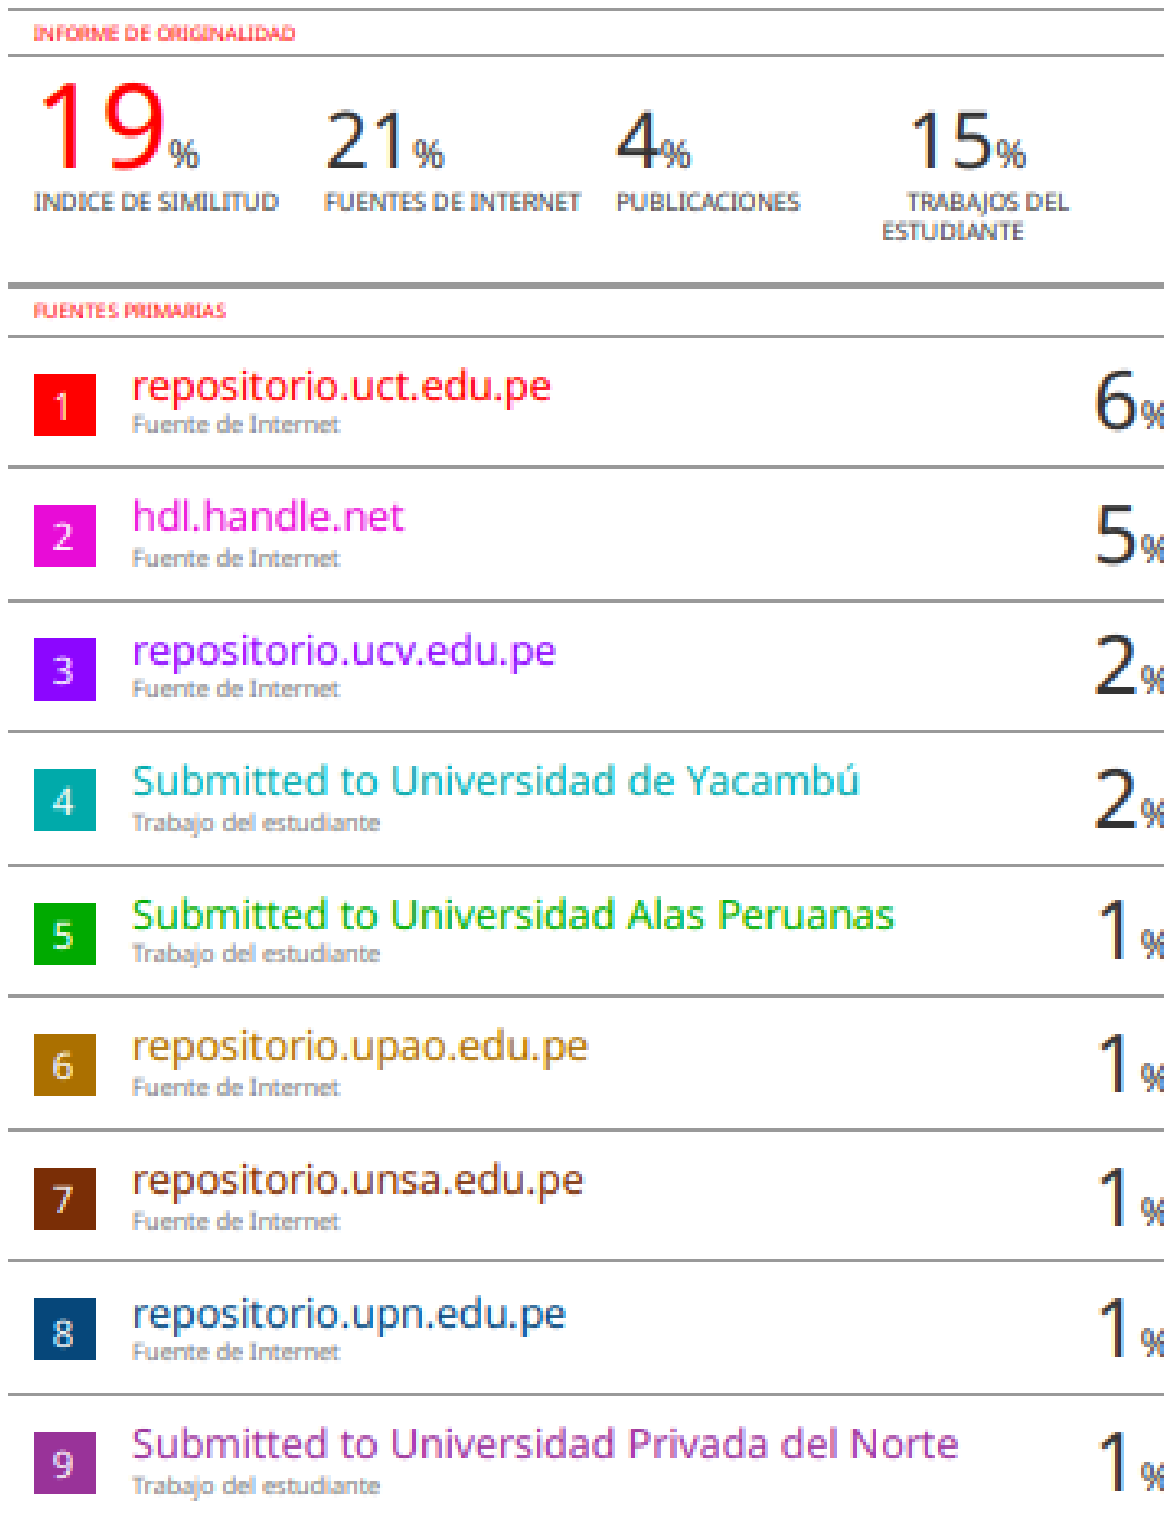 INFORME DE ORIGINALIDAD
19% 21% 4% 15%
INDICE DE SIMILITUD FUENTES DE INTERNET PUBLICACIONES TRABAJOS DEL
ESTUDIANTE
FUENTES PRIMARIAS
1 repositorio.uct.edu.pe 6%
Fuente de Internet
2 hdl.handle.net 5%
Fuente de Internet
3 repositorio.ucv.edu.pe 2%
Fuente de Internet
4 Submitted to Universidad de Yacambú 2%
Trabajo del estudiante
5 Submitted to Universidad Alas Peruanas 1%
Trabajo del estudiante
6 repositorio.upao.edu.pe 1%
Fuente de Internet
7 repositorio.unsa.edu.pe 1%
Fuente de Internet
8 repositorio.upn.edu.pe 1%
Fuente de Internet
9 Submitted to Universidad Privada del Norte 1%
Trabajo del estudiante